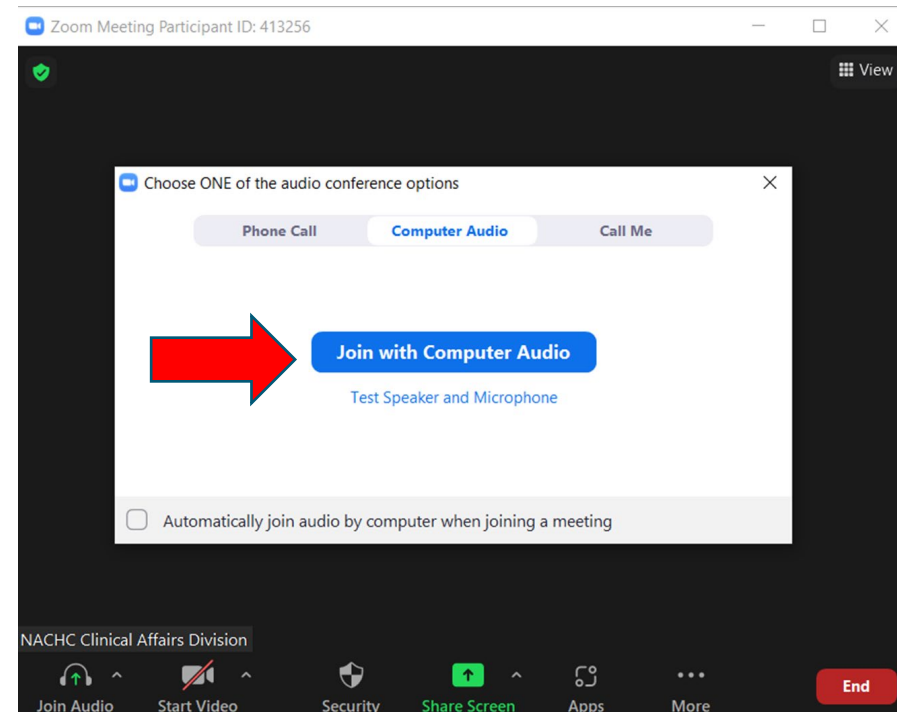 Zoom Meeting Participant ID: 413256
View
Choose ONE of the audio conference options
Phone Call Computer Audio Call Me
Join with Computer Audio
Test Speaker and Microphone
Automatically join audio by computer when joining a meeting
NACHC Clinical Affairs Division
Join Audio Start Video Security Share Screen Apps More End